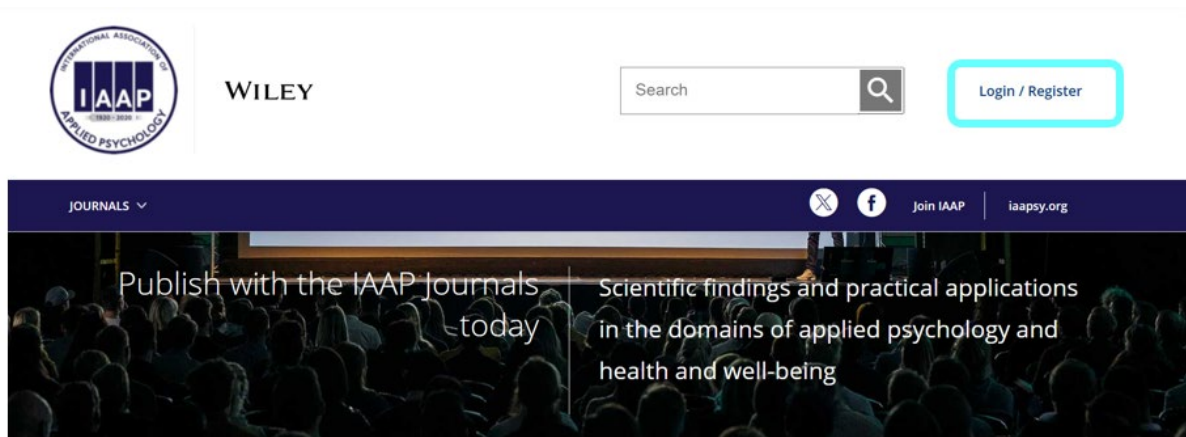 INTERNATIONAL ASSOCIATION OF
IAAP
1920 - 2020
APPLIED PSYCHOLOGY
WILEY
Search
Login / Register
JOURNALS
Join IAAP
iaapsy.org
Publish with the IAAP Journals
today
Scientific findings and practical applications
in the domains of applied psychology and
health and well-being